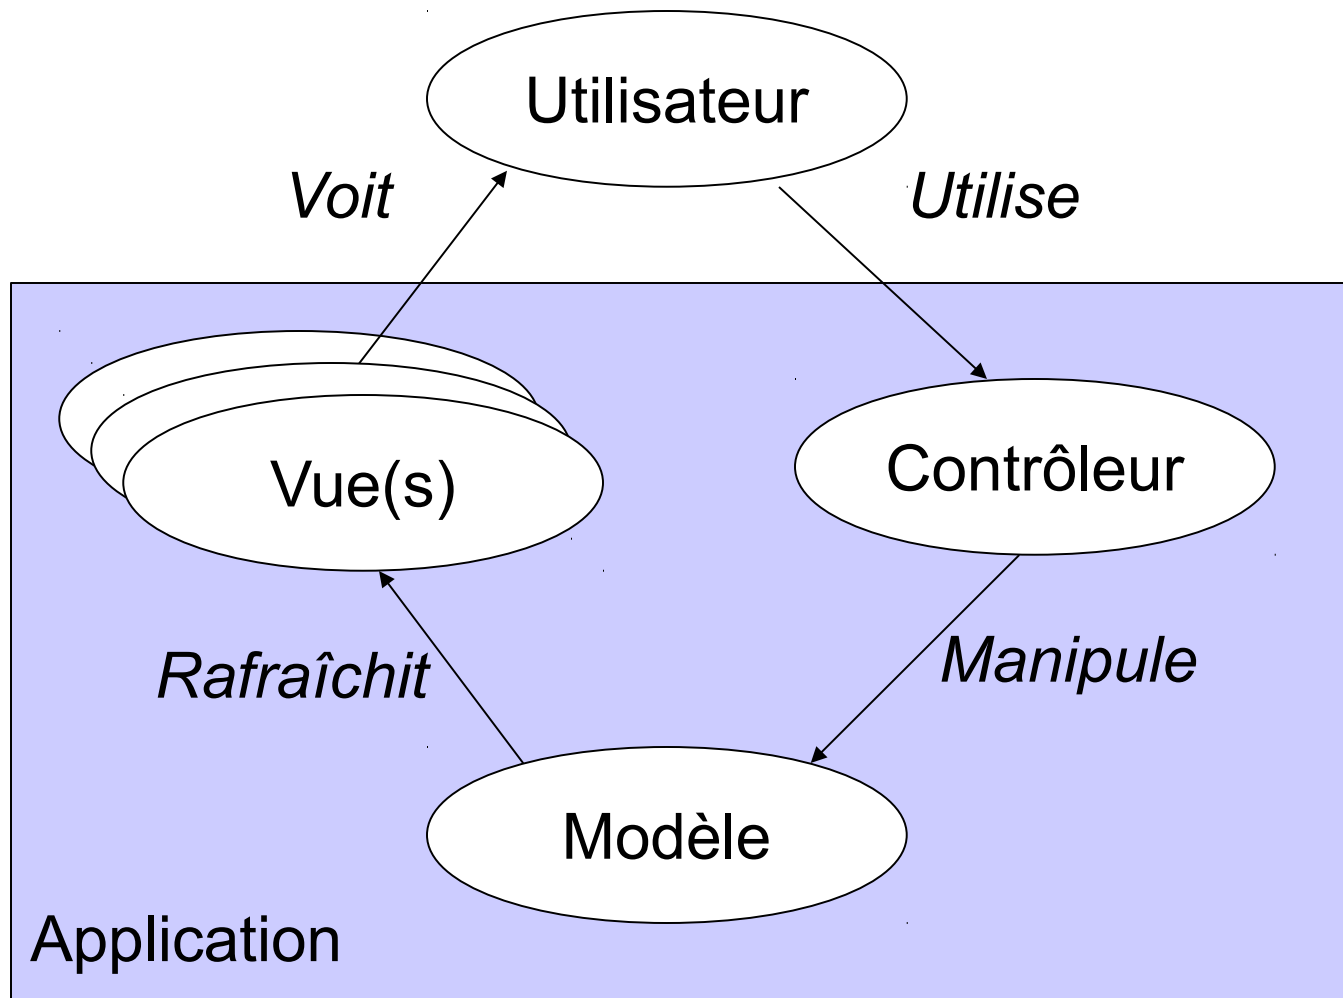 Utilisateur
Voit
Utilise
Vue(s)
Contrôleur
Rafraîchit
Manipule
Modèle
Application